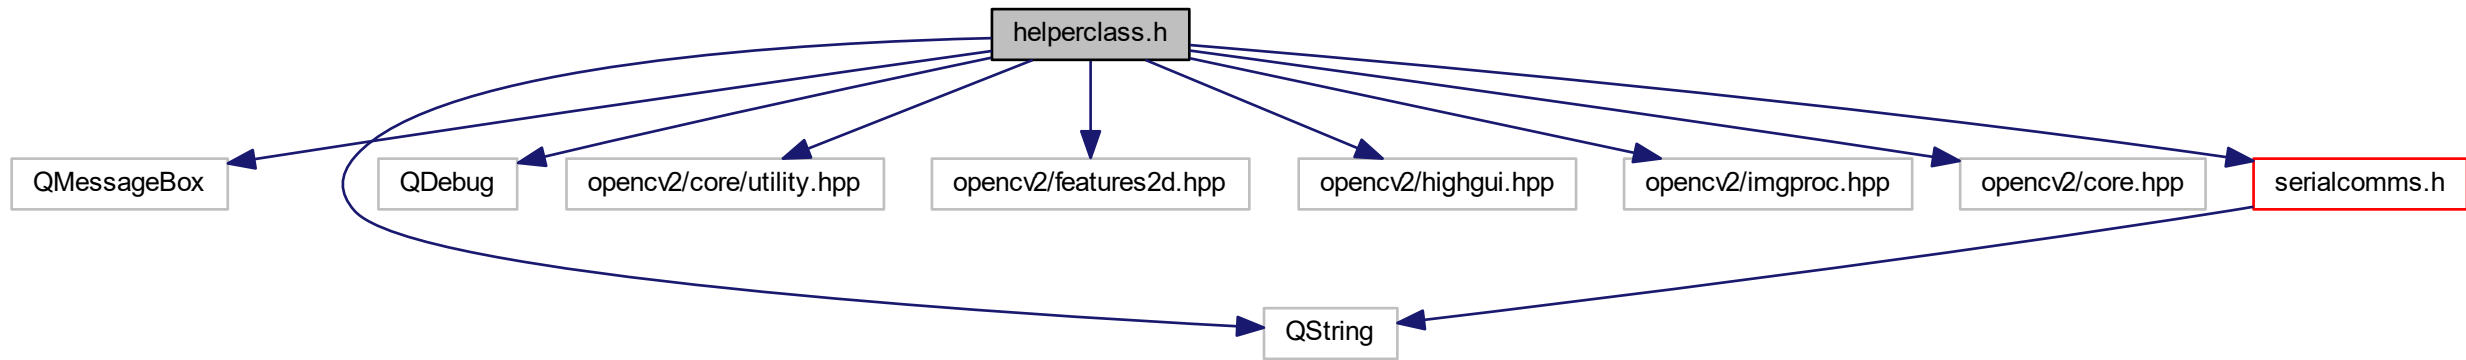 helperclass.h
QMessageBox
QDebug
opencv2/core/utility.hpp
opencv2/features2d.hpp
opencv2/highgui.hpp
opencv2/imgproc.hpp
opencv2/core.hpp
serialcomms.h
QString